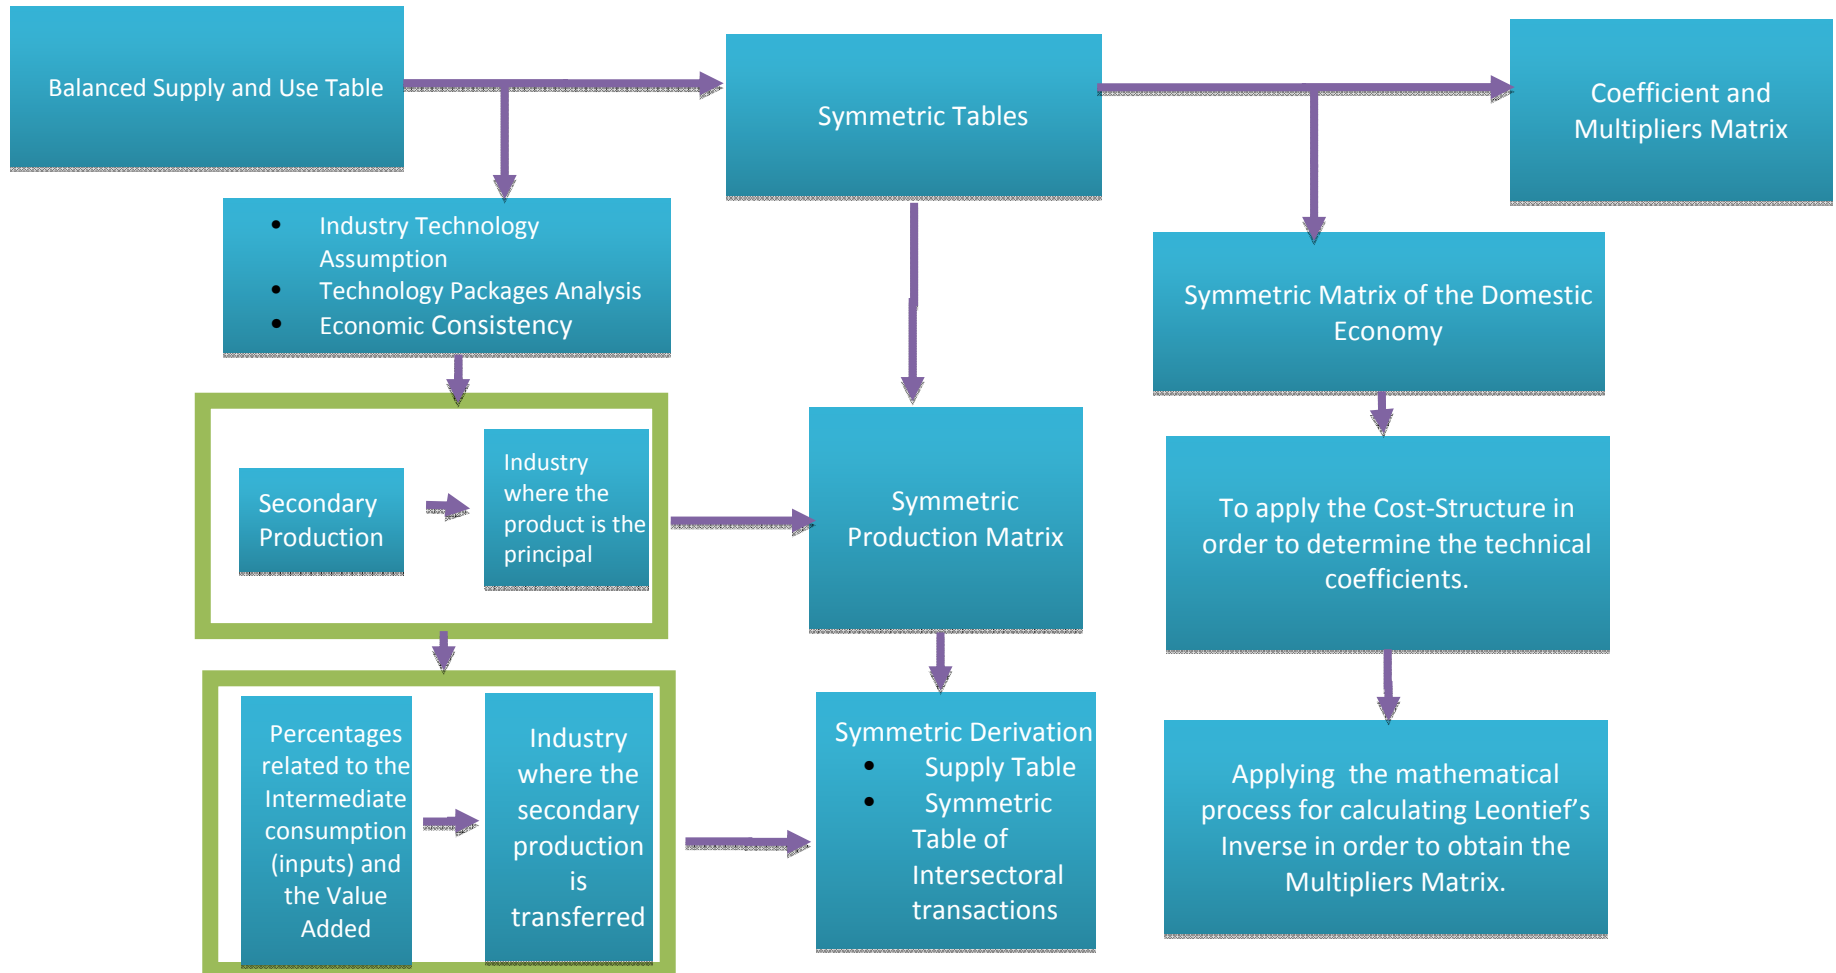 Balanced Supply and Use Table
Symmetric Tables
Coefficient and
Multipliers Matrix
• Industry Technology
Assumption
• Technology Packages Analysis
• Economic Consistency
Symmetric Matrix of the Domestic
Economy
Secondary
Production
Industry
where the
product is the
principal
Symmetric
Production Matrix
To apply the Cost-Structure in
order to determine the technical
coefficients.
Percentages
related to the
Intermediate
consumption
(inputs) and
the Value
Added
Industry
where the
secondary
production
is
transferred
Symmetric Derivation
• Supply Table
• Symmetric
Table of
Intersectoral
transactions
Applying the mathematical
process for calculating Leontief's
Inverse in order to obtain the
Multipliers Matrix.